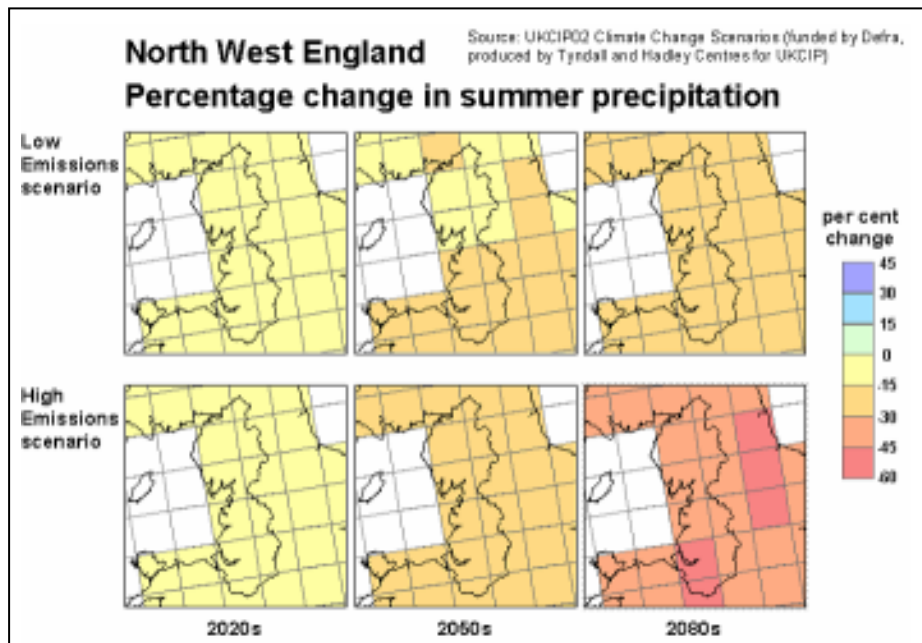 North West England
Source: UKCIP02 Climate Change Scenarios (funded by Defra,
produced by Tyndall and Hadley Centres for UKCIP)
Percentage change in summer precipitation
Low
Emissions
scenario
per cent
change
45
30
15
0
-15
-30
-45
-60
High
Emissions
scenario
2020s
2050s
2080s